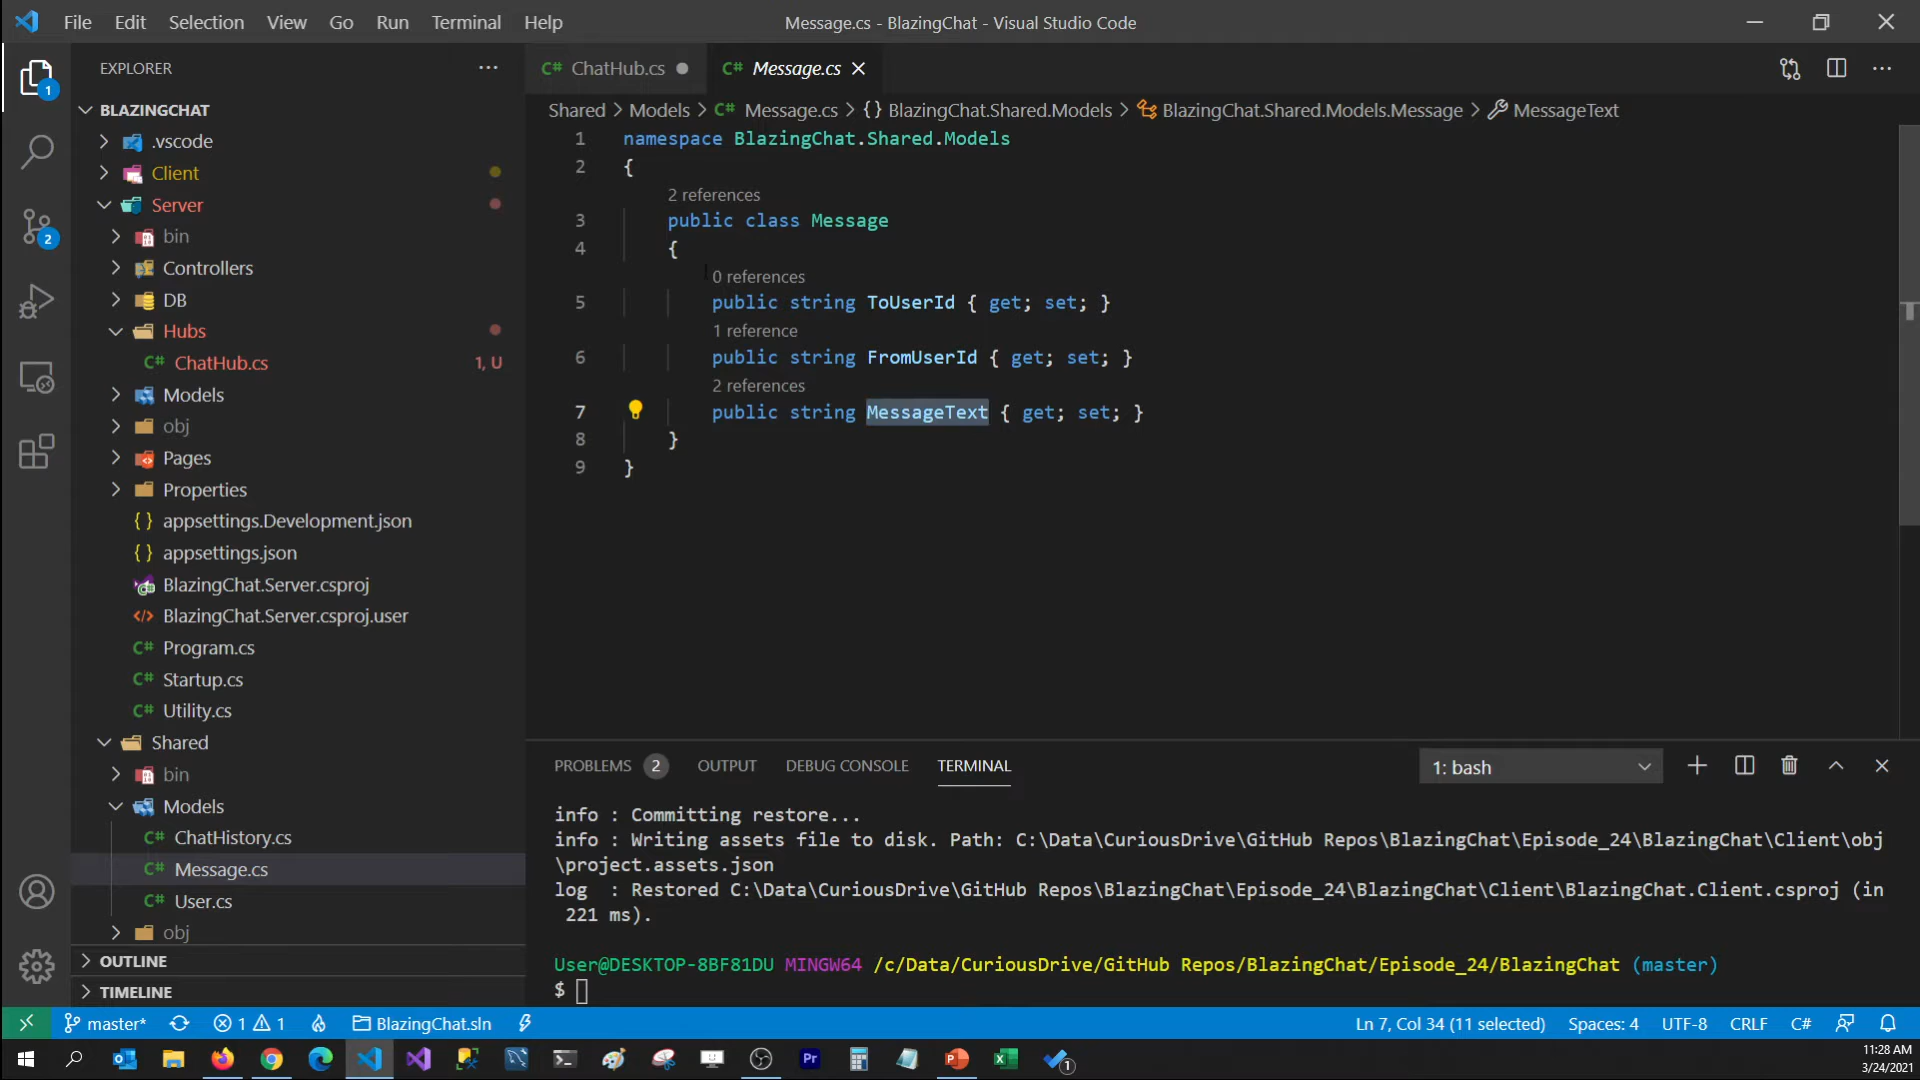 File Edit Selection View Go Run Terminal Help
Message.cs - BlazingChat - Visual Studio Code
EXPLORER
1
2
BLAZINGCHAT
.vscode
Client
Server
bin
Controllers
DB
Hubs
C# ChatHub.cs 1, U
Models
obj
Pages
Properties
{ } appsettings.Development.json
{ } appsettings.json
BlazingChat.Server.csproj
</> BlazingChat.Server.csproj.user
C# Program.cs
C# Startup.cs
C# Utility.cs
Shared
bin
Models
C# ChatHistory.cs
C# Message.cs
C# User.cs
obj
OUTLINE
TIMELINE
C# ChatHub.cs
C# Message.cs
Shared > Models > C# Message.cs > {} BlazingChat.Shared.Models > BlazingChat.Shared.Models.Message > MessageText
1 namespace BlazingChat.Shared.Models
2 {
2 references
3 public class Message
4 {
0 references
5 public string ToUserId { get; set; }
1 reference
6 public string FromUserId { get; set; }
2 references
7 public string MessageText { get; set; }
8 }
9 }
PROBLEMS 2 OUTPUT DEBUG CONSOLE TERMINAL
1: bash
info : Committing restore...
info : Writing assets file to disk. Path: C:\Data\CuriousDrive\GitHub Repos\BlazingChat\Episode_24\BlazingChat\Client\obj
\project.assets.json
log : Restored C:\Data\CuriousDrive\GitHub Repos\BlazingChat\Episode_24\BlazingChat\Client\BlazingChat.Client.csproj (in
221 ms).
User@DESKTOP-8BF81DU MINGW64 /c/Data/CuriousDrive/GitHub Repos/BlazingChat/Episode_24/BlazingChat (master)
$
master* 1 1 BlazingChat.sln
Ln 7, Col 34 (11 selected) Spaces: 4 UTF-8 CRLF C#
Pr
1
11:28 AM
3/24/2021